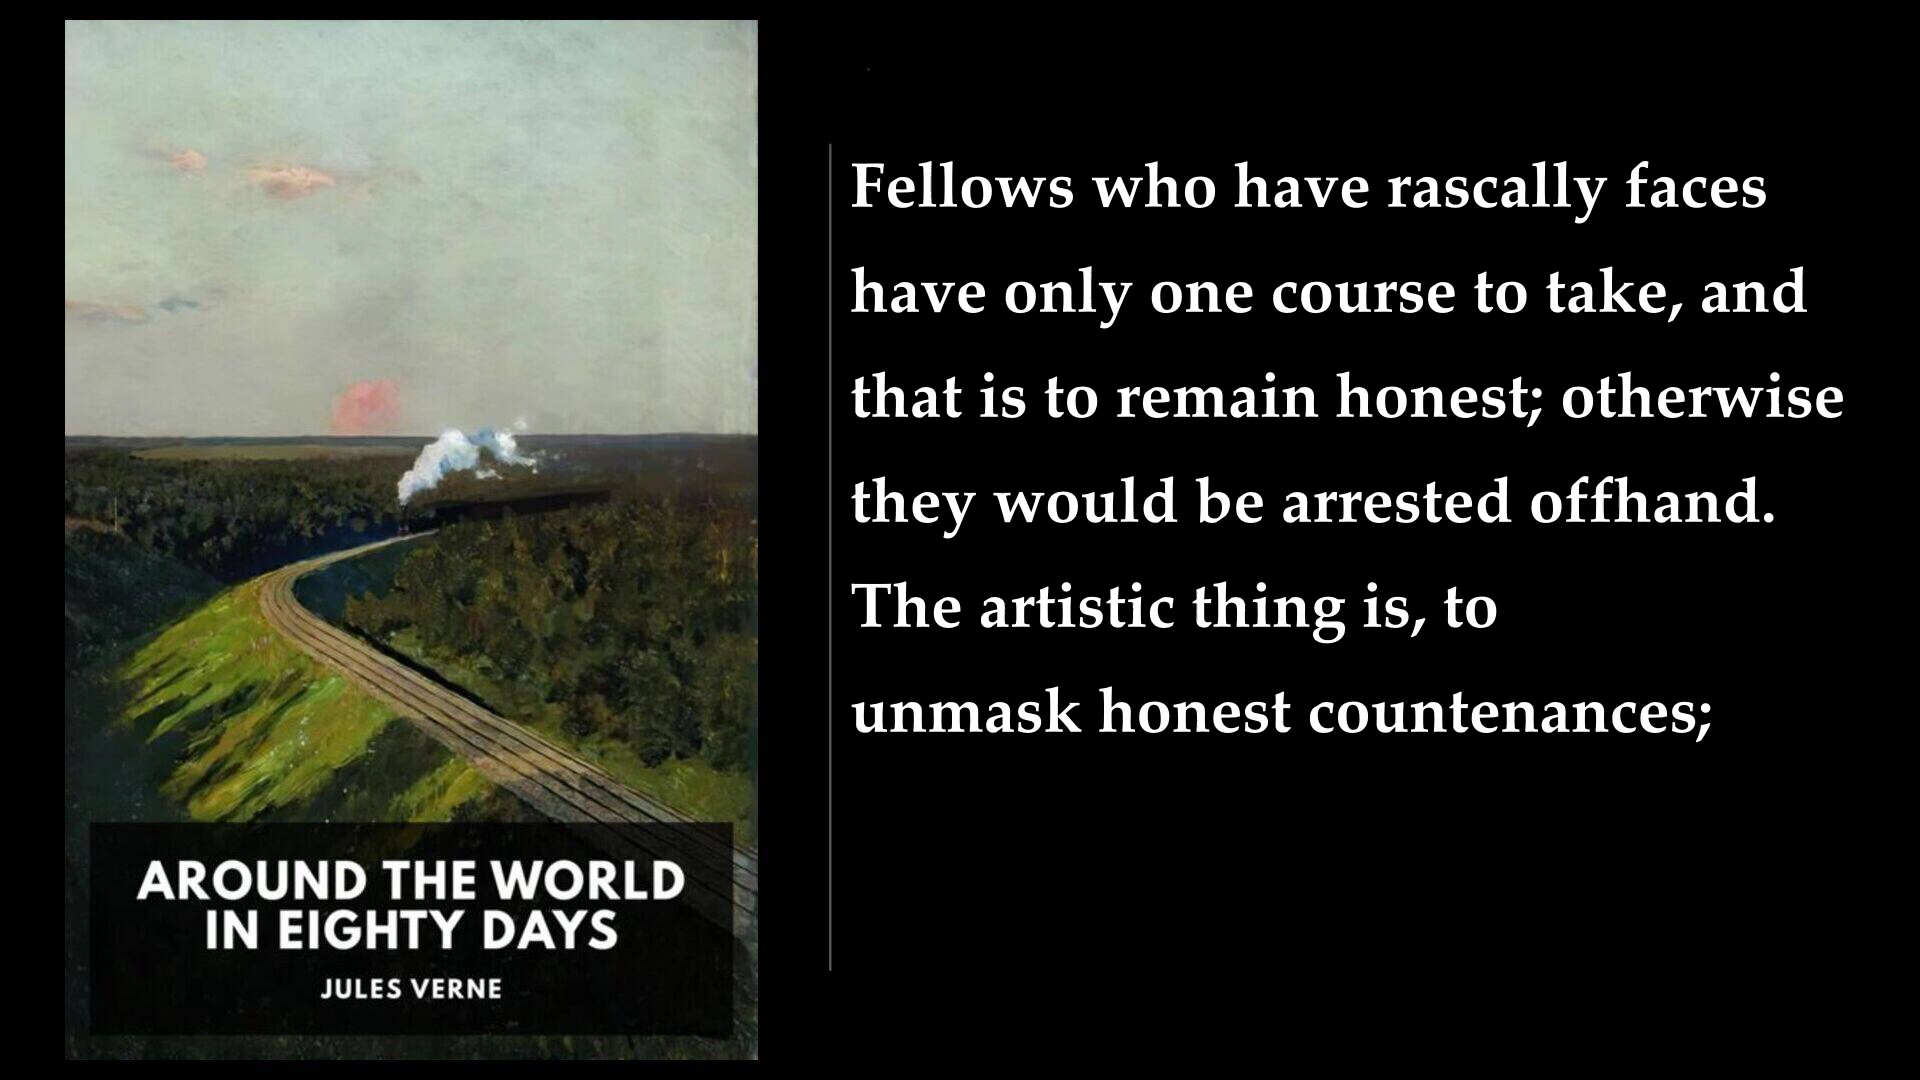 Fellows who have rascally faces
have only one course to take, and
that is to remain honest; otherwise
they would be arrested offhand.
The artistic thing is, to
unmask honest countenances;
AROUND THE WORLD
IN EIGHTY DAYS
JULES VERNE